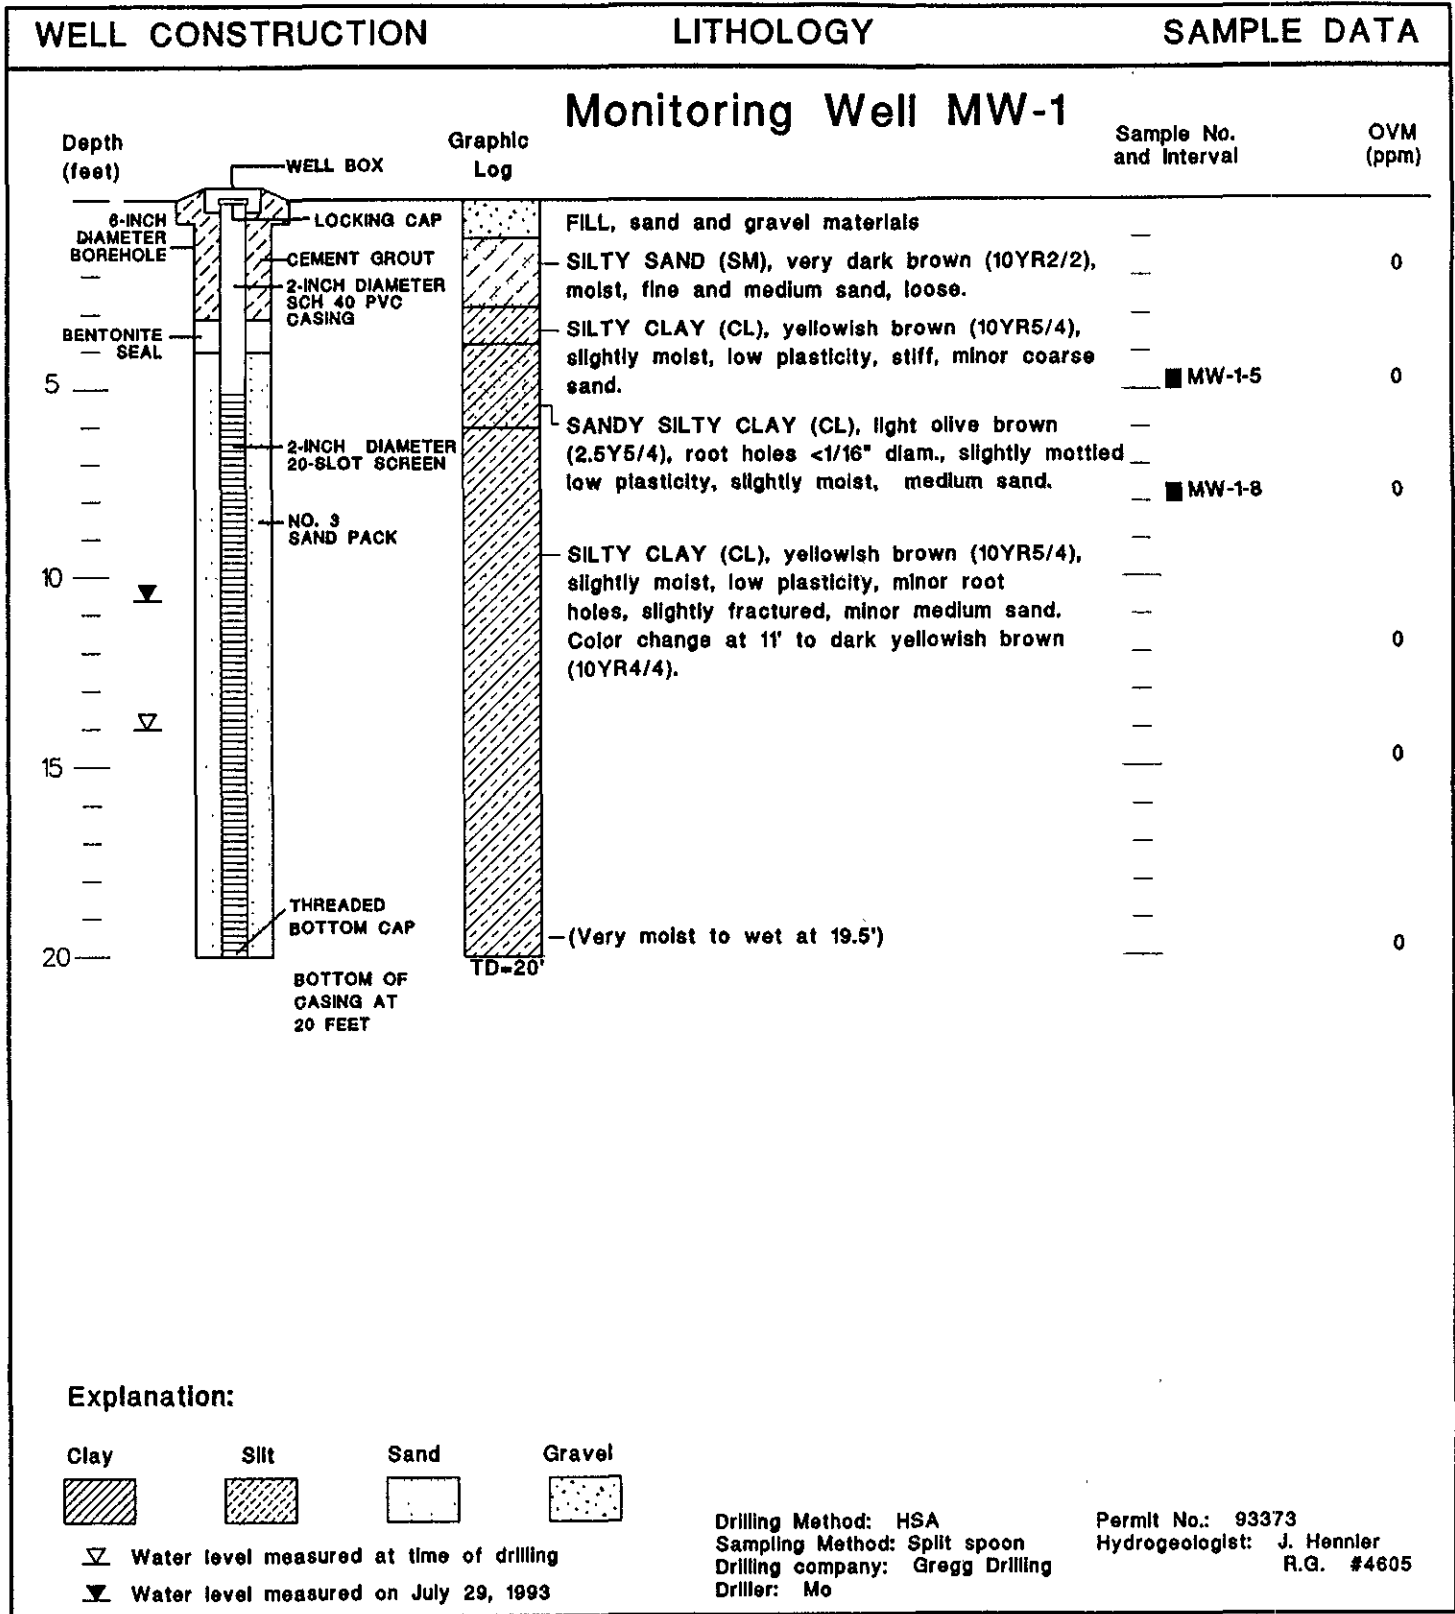 WELL CONSTRUCTION
LITHOLOGY
SAMPLE DATA
Monitoring Well MW-1
Depth
(feet)
Graphic
Log
Sample No.
and Interval
OVM
(ppm)
WELL BOX
6-INCH
DIAMETER
BOREHOLE
LOCKING CAP
CEMENT GROUT
2-INCH DIAMETER
SCH 40 PVC
CASING
BENTONITE
SEAL
2-INCH DIAMETER
20-SLOT SCREEN
NO. 3
SAND PACK
THREADED
BOTTOM CAP
BOTTOM OF
CASING AT
20 FEET
5
10
15
20
TD=20'
FILL, sand and gravel materials
SILTY SAND (SM), very dark brown (10YR2/2),
moist, fine and medium sand, loose.
SILTY CLAY (CL), yellowish brown (10YR5/4),
slightly moist, low plasticity, stiff, minor coarse
sand.
SANDY SILTY CLAY (CL), light olive brown
(2.5Y5/4), root holes <1/16" diam., slightly mottled
low plasticity, slightly moist, medium sand.
SILTY CLAY (CL), yellowish brown (10YR5/4),
slightly moist, low plasticity, minor root
holes, slightly fractured, minor medium sand.
Color change at 11' to dark yellowish brown
(10YR4/4).
(Very moist to wet at 19.5')
MW-1-5
MW-1-8
0
0
0
0
0
0
Explanation:
Clay
Silt
Sand
Gravel
Water level measured at time of drilling
Water level measured on July 29, 1993
Drilling Method: HSA
Sampling Method: Split spoon
Drilling company: Gregg Drilling
Driller: Mo
Permit No.: 93373
Hydrogeologist: J. Hennier
R.G. #4605